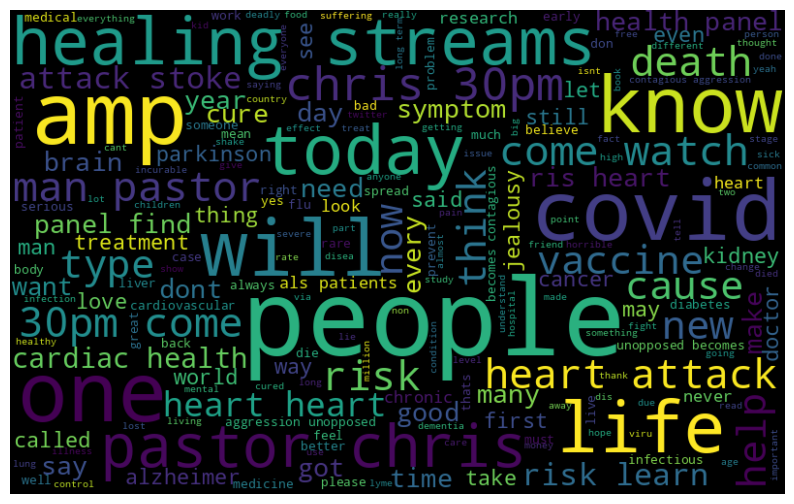 medical everything deadly food suffering really research early health panel
healing streams see problem long term don free different person thought
kid everyone work even death done yeah
attack stoke chris 30pm let contagious aggression
amp year cure saying country bad symptom still isnt book know
patient someone day twitter believe fact stage
mean effect treat getting much big
cant shake give anyone issue high sick common
brain parkinson today come watch
incurable children flu spread said ris heart heart
man pastor lot right need pain think two
serious yes look rare prevent jealousy point covid tell
panel find thing now every friend horrible
man treatment case severe part will almost becomes contagious change died
type rate disea vaccine kidney
body liver show als patients study understand cancer
want dont always via hospital made cause
infection love cardiovascular people something diabetes
30pm come great non condition may fight new make doctor
healthy back lie unopposed becomes going
cardiac health way die million risk level
world cured long thats heart attack
mental chronic many dis thank never
one heart heart good first live away due read
called lost living aggression unopposed dementia care hope viru life help
feel must
pastor chris better use money infectious important
lung say illness alzheimer got time take risk learn age
well control medicine please lyme